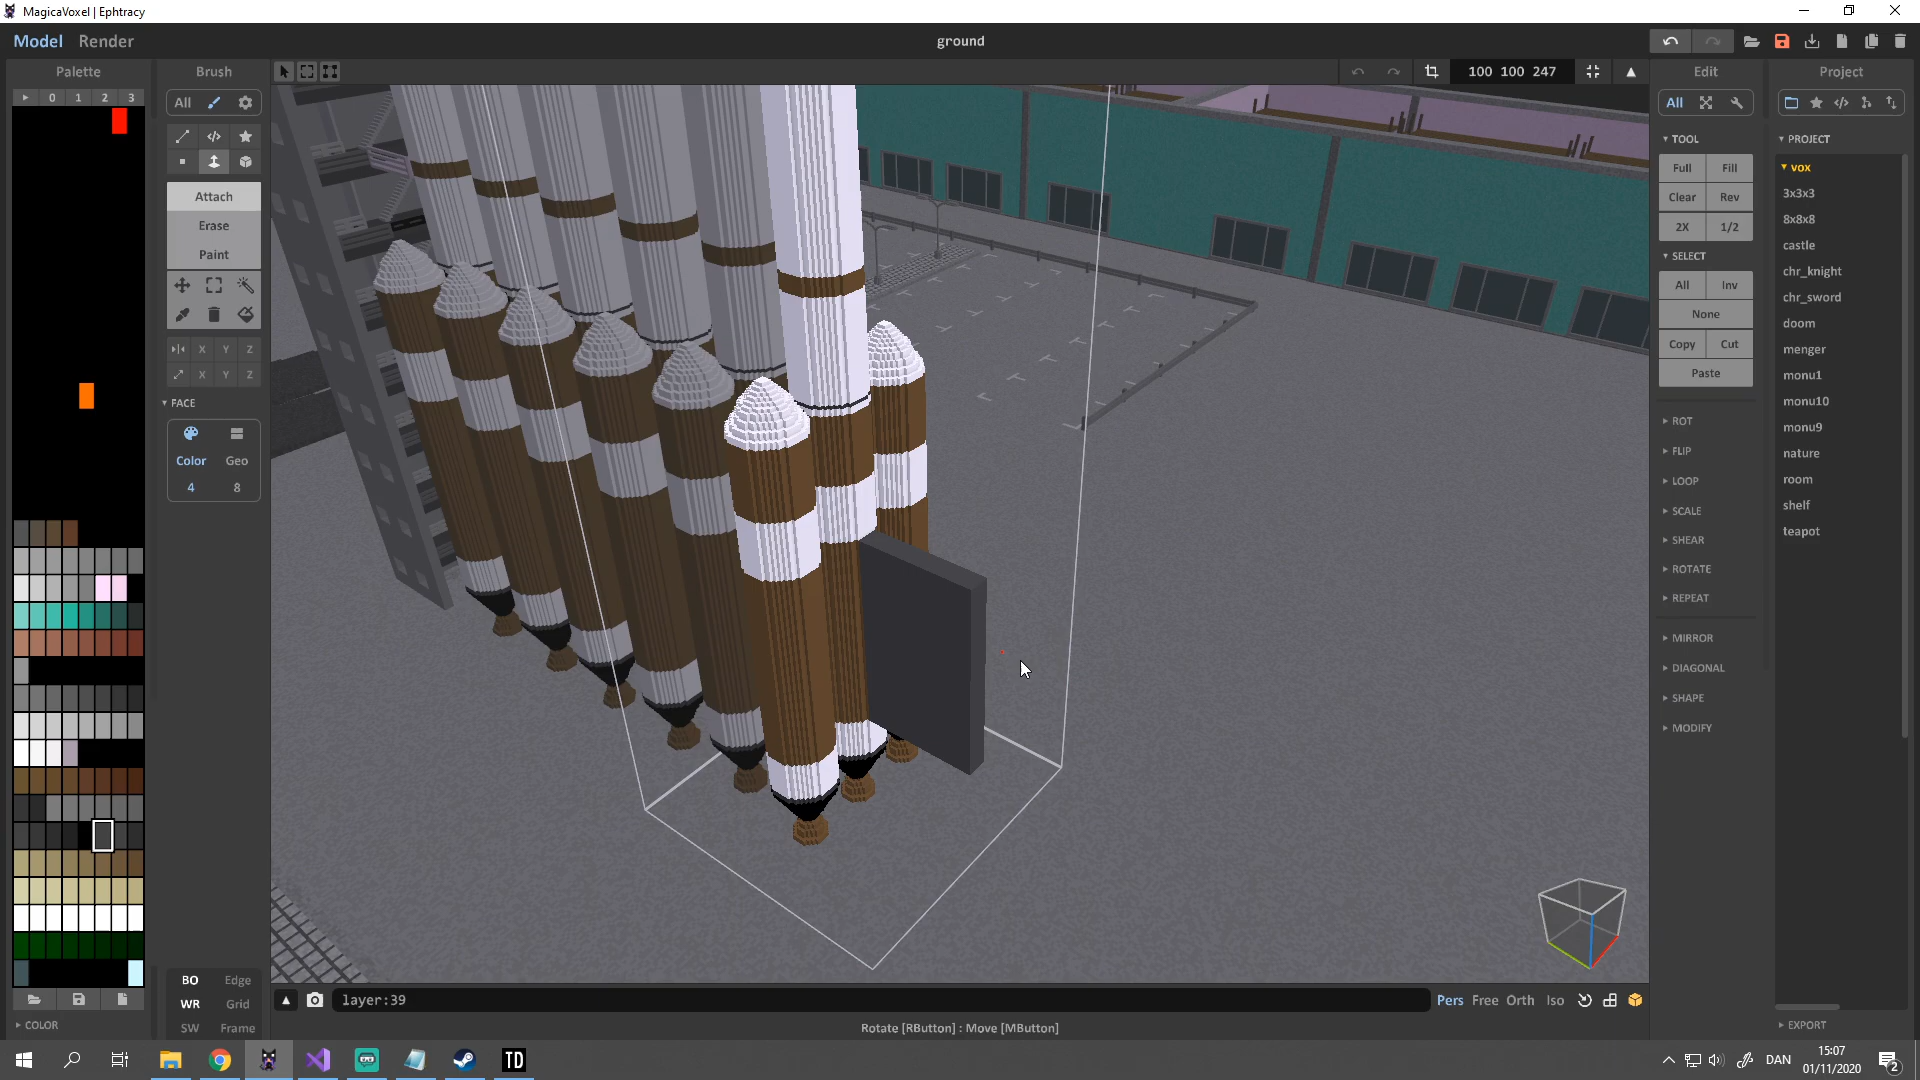 MagicaVoxel | Ephtracy
Model Render
ground
Palette
Brush
100 100 247
Edit
Project
0 1 2 3
All
All
TOOL
PROJECT
Full Fill
vox
Attach
Clear Rev
3x3x3
Erase
2X 1/2
8x8x8
Paint
castle
SELECT
chr_knight
All Inv
chr_sword
None
doom
X Y Z
Copy Cut
menger
X Y Z
Paste
monu1
FACE
monu10
ROT
monu9
FLIP
nature
Color Geo
LOOP
room
4 8
SCALE
shelf
SHEAR
teapot
ROTATE
REPEAT
MIRROR
DIAGONAL
SHAPE
MODIFY
BO Edge
WR Grid
layer:39
Pers Free Orth Iso
COLOR
SW Frame
Rotate [RButton] : Move [MButton]
EXPORT
TD
DAN
15:07
01/11/2020
2